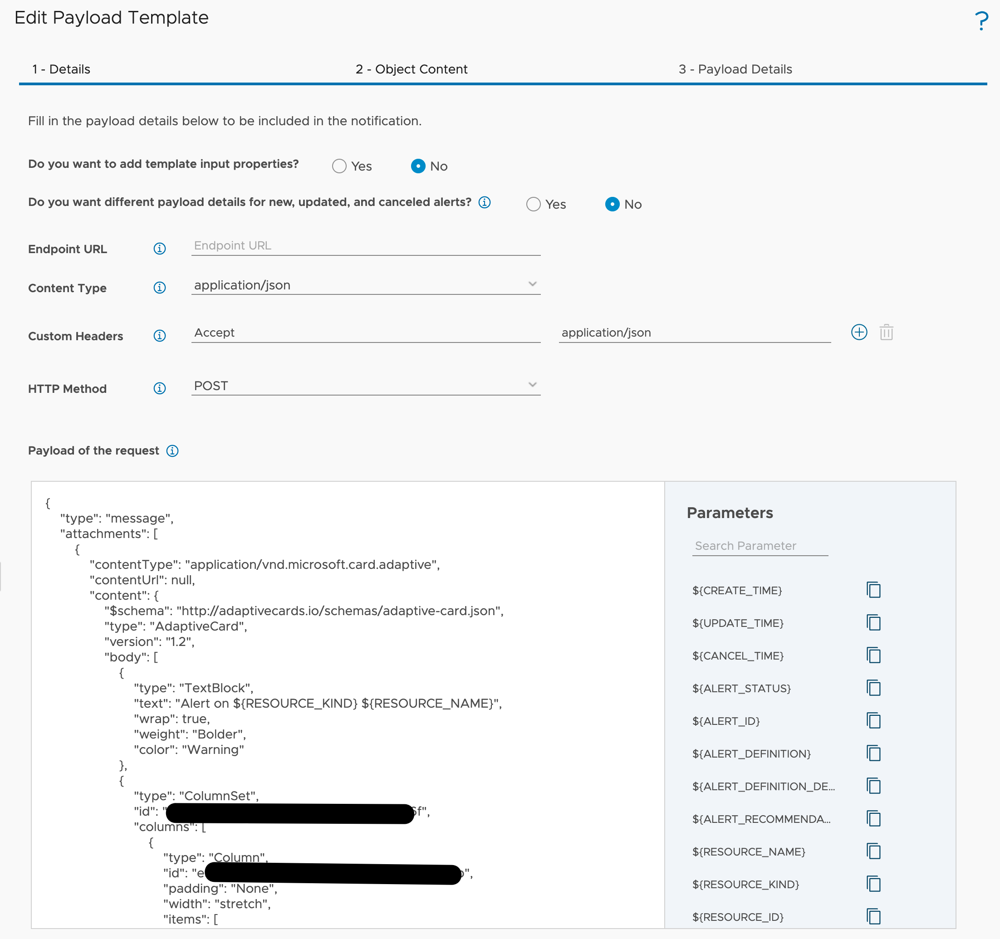 Edit Payload Template
?
1 - Details
2 - Object Content
3 - Payload Details
Fill in the payload details below to be included in the notification.
Do you want to add template input properties? Yes No
Do you want different payload details for new, updated, and canceled alerts? Yes No
Endpoint URL Endpoint URL
Content Type application/json
Custom Headers Accept application/json
HTTP Method POST
Payload of the request
{
"type": "message",
"attachments": [
{
"contentType": "application/vnd.microsoft.card.adaptive",
"contentUrl": null,
"content": {
"$schema": "http://adaptivecards.io/schemas/adaptive-card.json",
"type": "AdaptiveCard",
"version": "1.2",
"body": [
{
"type": "TextBlock",
"text": "Alert on ${RESOURCE_KIND} ${RESOURCE_NAME}",
"wrap": true,
"weight": "Bolder",
"color": "Warning"
},
{
"type": "ColumnSet",
"id": "
"columns": [
{
"type": "Column",
"id": "
"padding": "None",
"width": "stretch",
"items": [
Parameters
Search Parameter
${CREATE_TIME}
${UPDATE_TIME}
${CANCEL_TIME}
${ALERT_STATUS}
${ALERT_ID}
${ALERT_DEFINITION}
${ALERT_DEFINITION_DE...
${ALERT_RECOMMENDA...
${RESOURCE_NAME}
${RESOURCE_KIND}
${RESOURCE_ID}